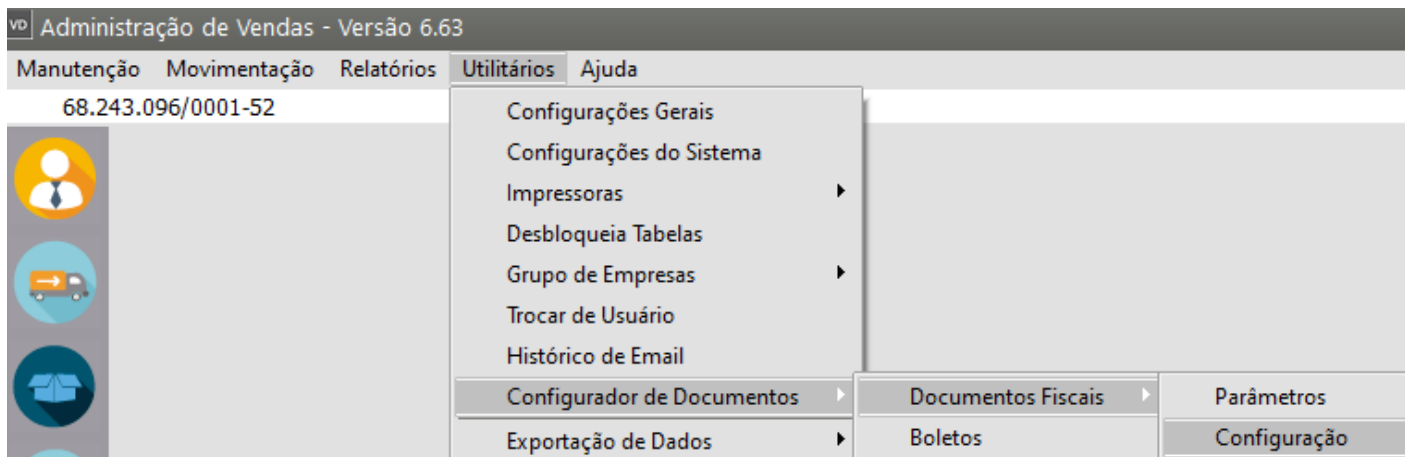 VD Administração de Vendas - Versão 6.63
Manutenção Movimentação Relatórios Utilitários Ajuda
68.243.096/0001-52
Configurações Gerais
Configurações do Sistema
Impressoras
Desbloqueia Tabelas
Grupo de Empresas
Trocar de Usuário
Histórico de Email
Configurador de Documentos Documentos Fiscais Parâmetros
Exportação de Dados Boletos Configuração